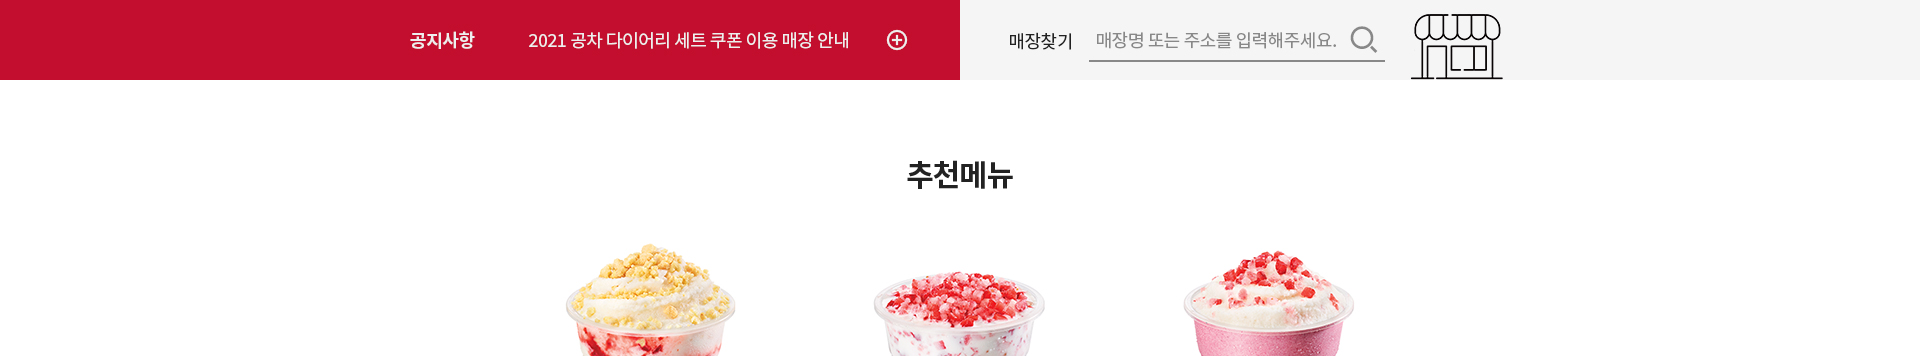 공지사항 2021 공차 다이어리 세트 쿠폰 이용 매장 안내
매장찾기 매장명 또는 주소를 입력해주세요.
추천메뉴